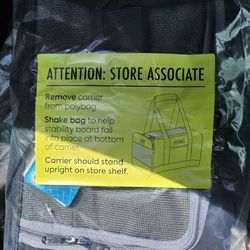 ATTENTION: STORE ASSOCIATE
Remove carrier
from polybag
Shake bag to help
stability board fall
into place at bottom
of carrier.
Carrier should stand
upright on store shelf.